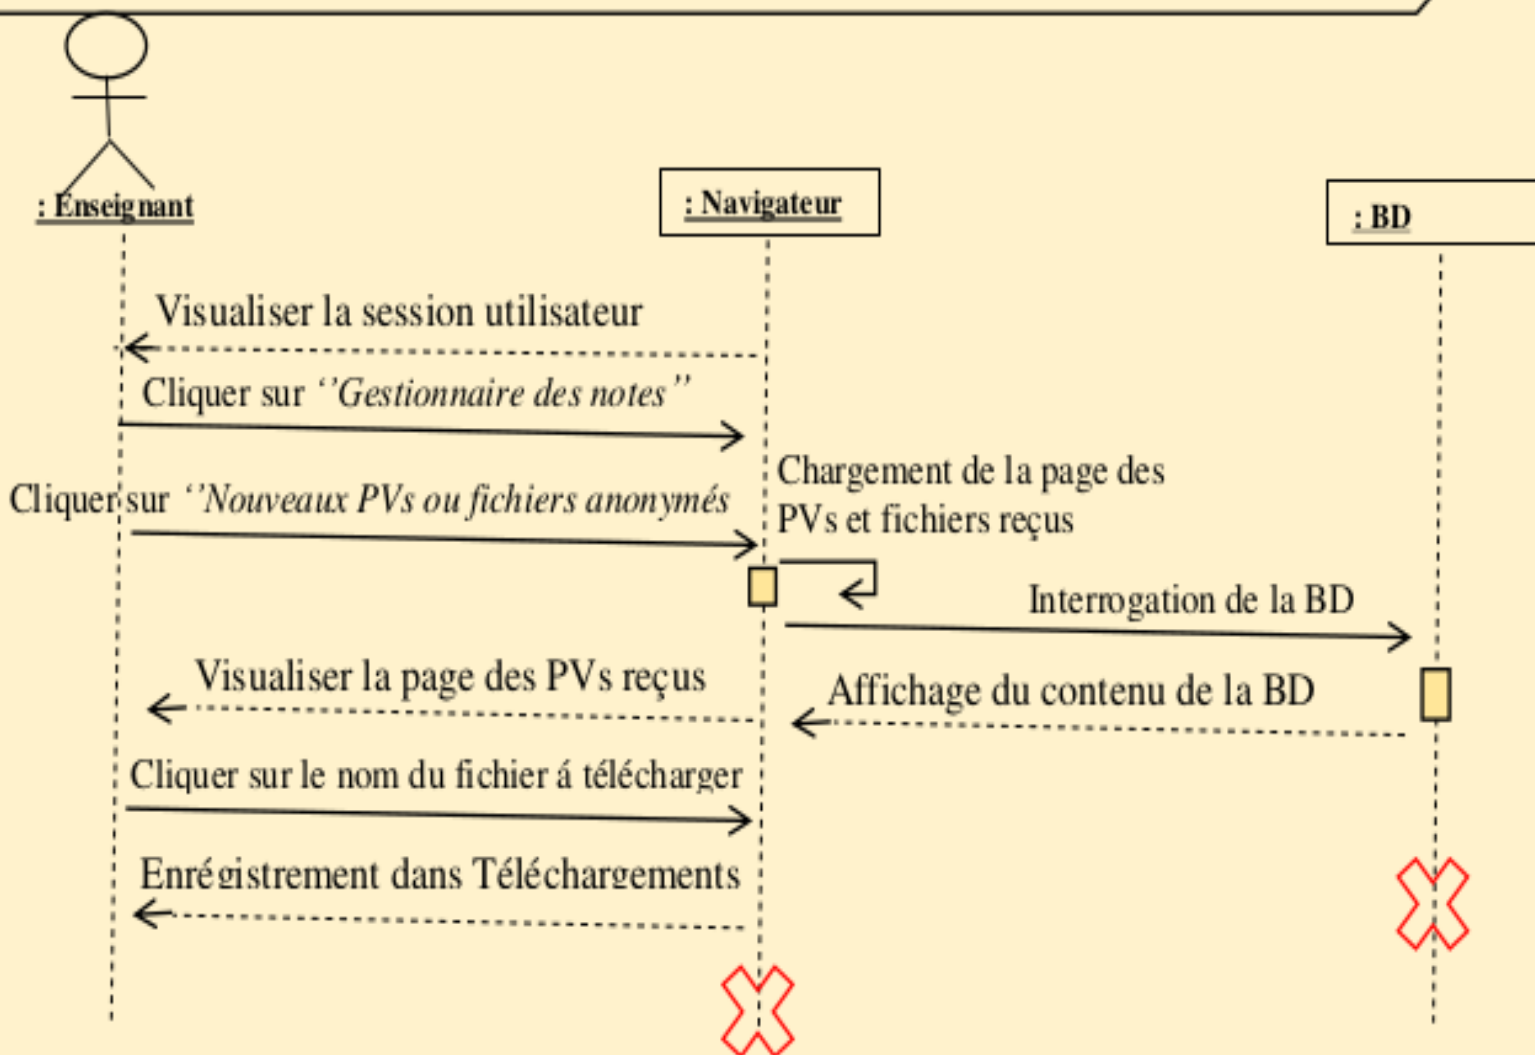 : Enseignant
: Navigateur
: BD
Visualiser la session utilisateur
Cliquer sur ‘’Gestionnaire des notes’’
Cliquer sur ‘’Nouveaux PVs ou fichiers anonymés
Chargement de la page des
PVs et fichiers reçus
Interrogation de la BD
Visualiser la page des PVs reçus
Affichage du contenu de la BD
Cliquer sur le nom du fichier á télécharger
Enrégistrement dans Téléchargements